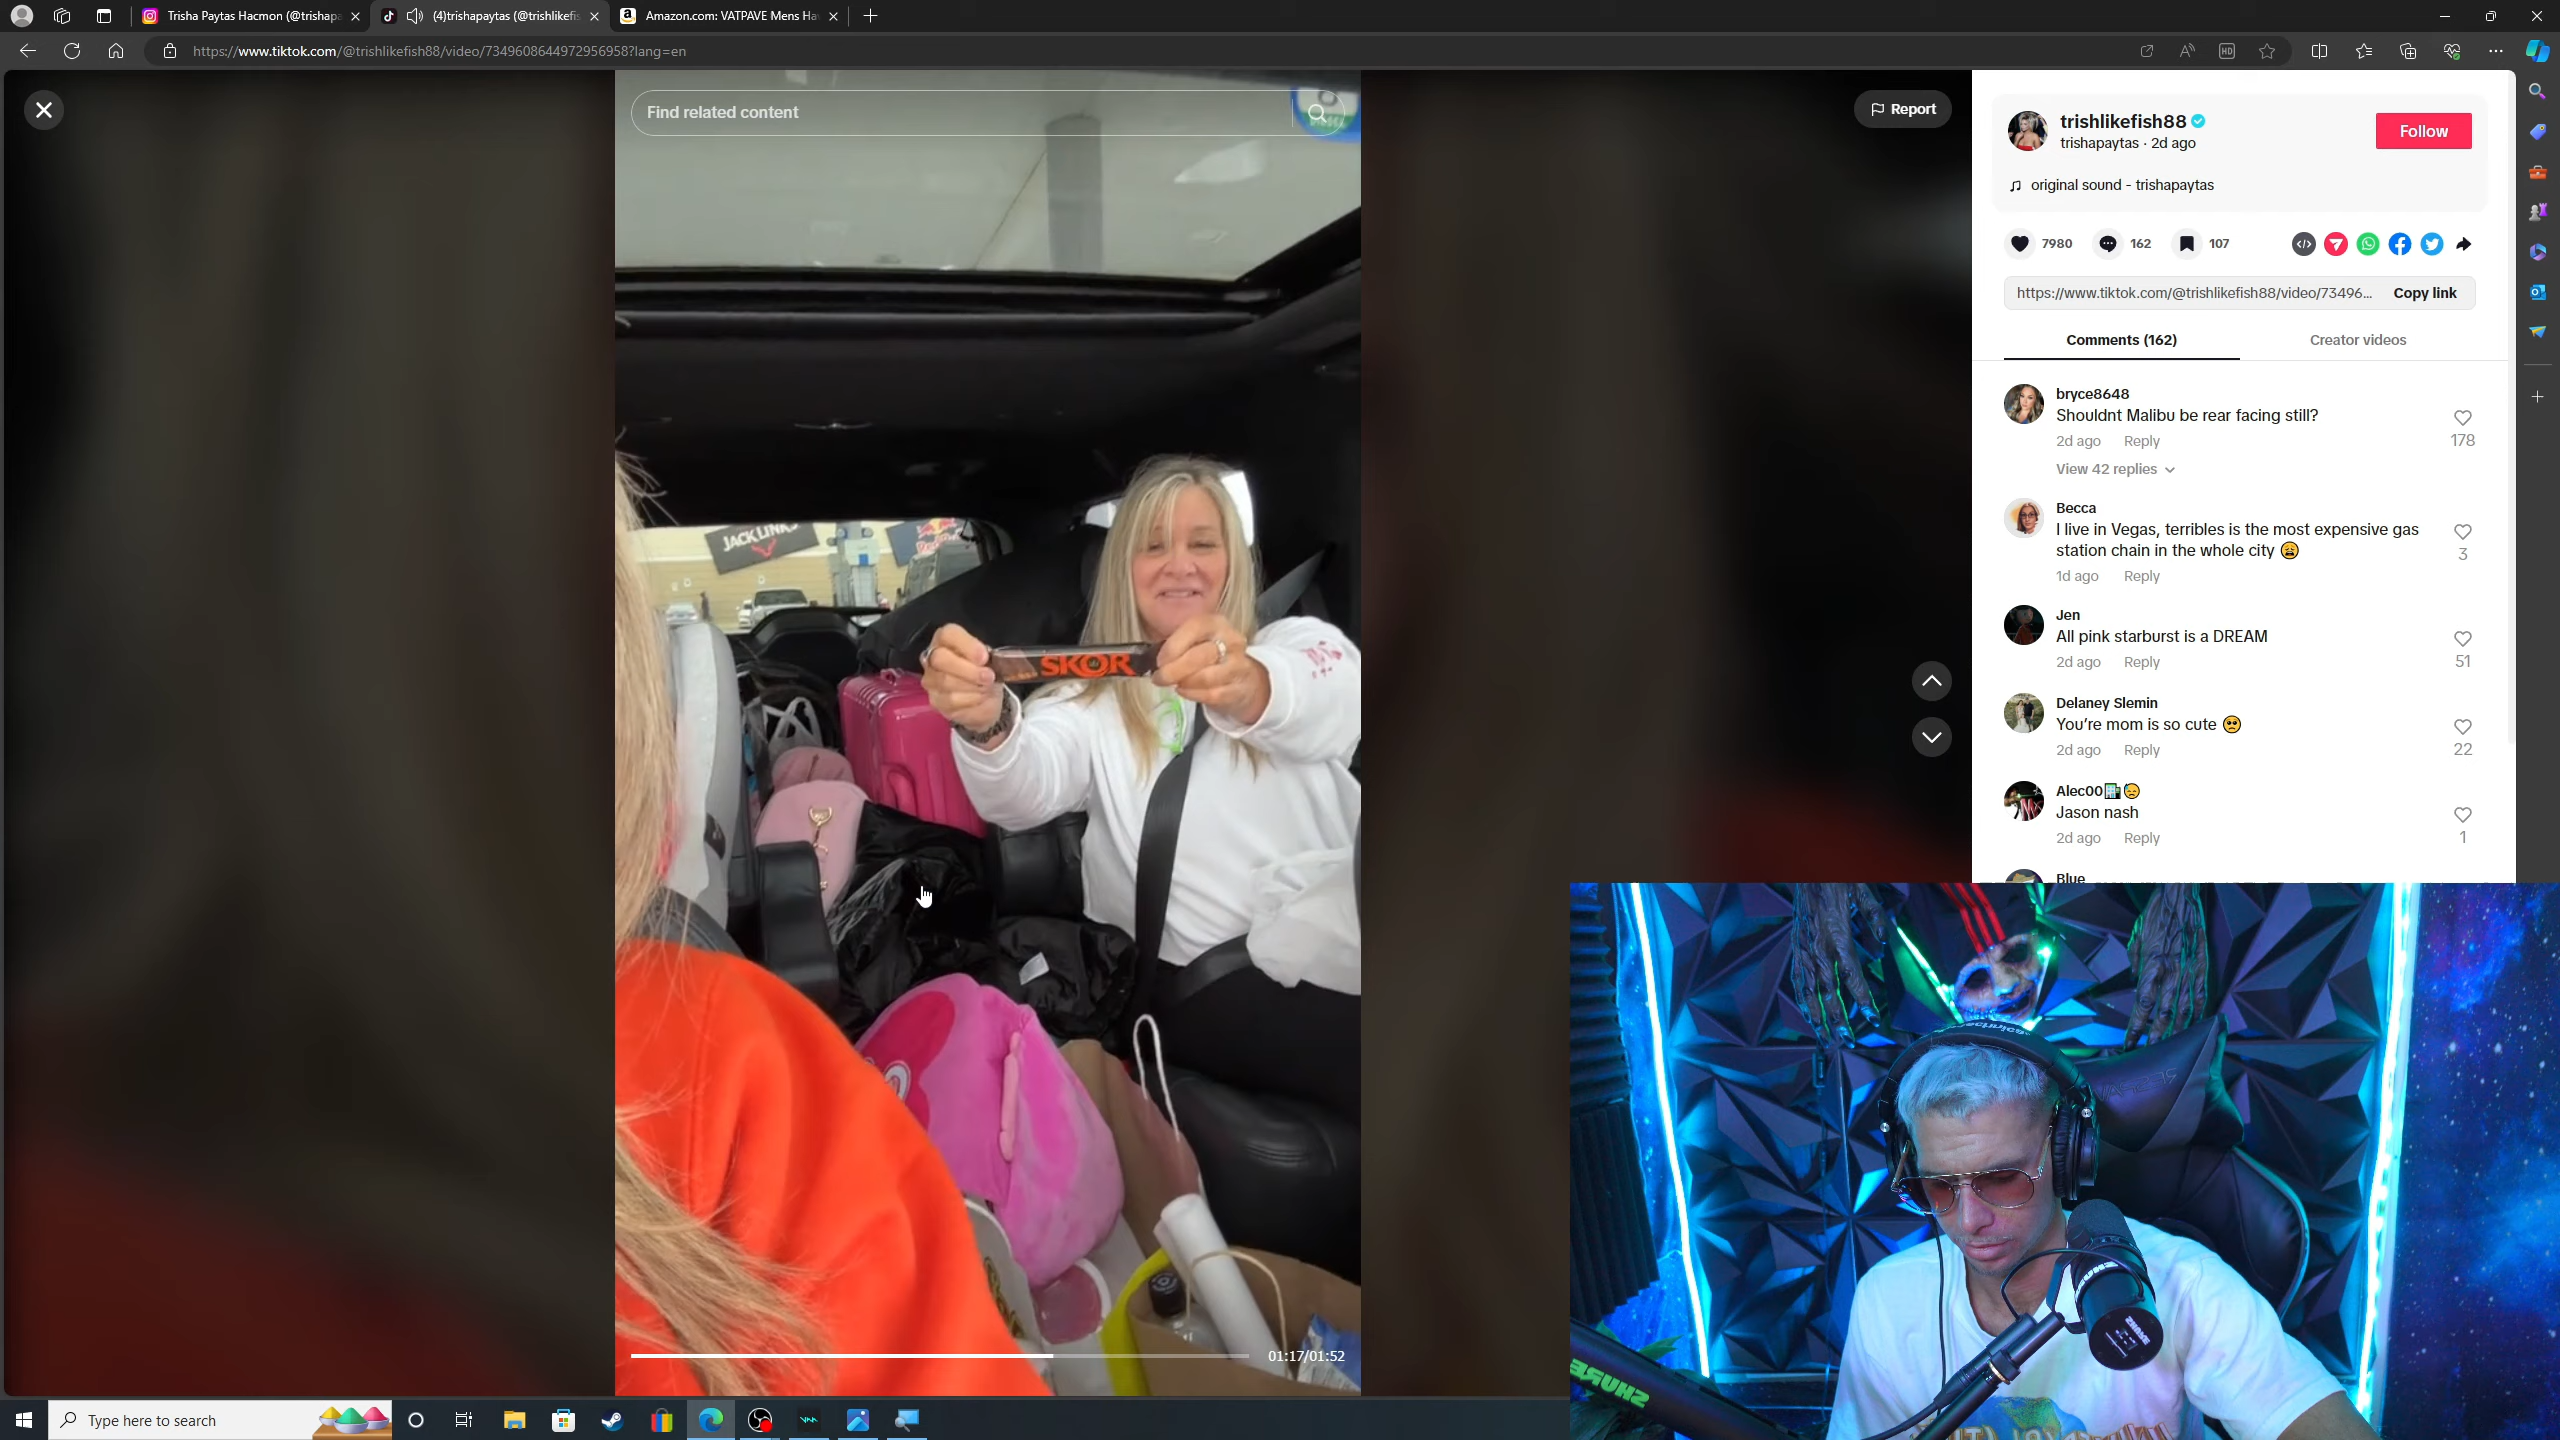 Trisha Paytas Hacmon (@trishapa
(4)trishapaytas (@trishlikefis
Amazon.com: VATPAVE Mens Ha
https://www.tiktok.com/@trishlikefish88/video/7349608644972956958?lang=en
Find related content
Report
trishlikefish88
trishapaytas · 2d ago
Follow
original sound - trishapaytas
7980
162
107
https://www.tiktok.com/@trishlikefish88/video/73496...
Copy link
Comments (162)
Creator videos
bryce8648
Shouldnt Malibu be rear facing still?
2d ago Reply
178
View 42 replies
Becca
I live in Vegas, terribles is the most expensive gas
station chain in the whole city 😩
3
1d ago Reply
Jen
All pink starburst is a DREAM
2d ago Reply
51
Delaney Slemin
You're mom is so cute 🥺
2d ago Reply
22
Alec00
Jason nash
2d ago Reply
1
Blue
JACK LINK'S
Red Bull
SKOR
01:17/01:52
SHURE
SHURE
Type here to search